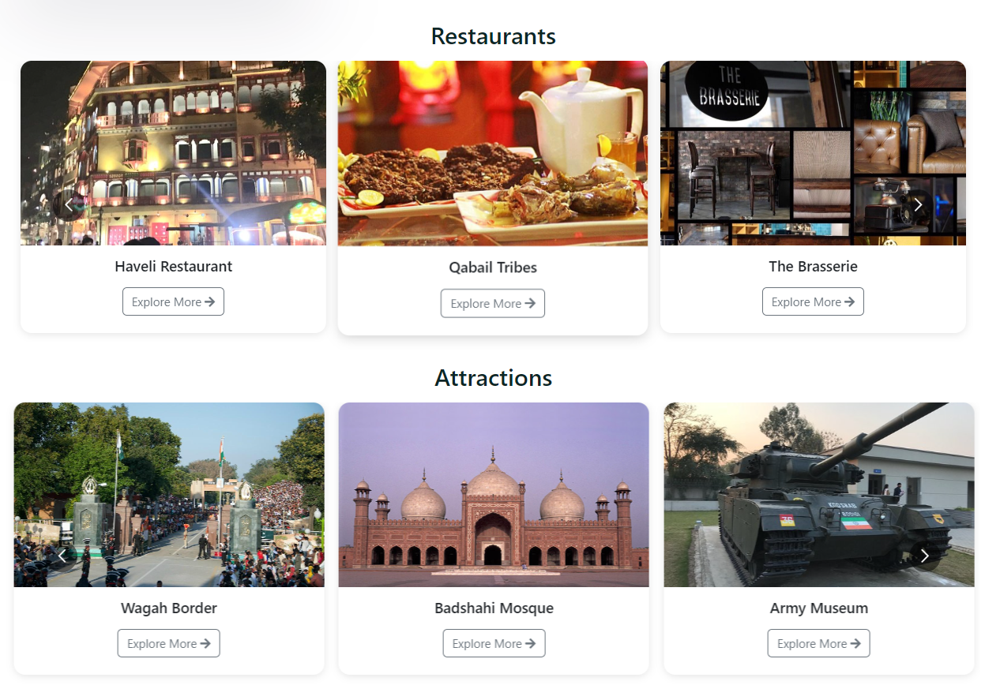 Restaurants
THE
BRASSERIE
Haveli Restaurant
Qabail Tribes
The Brasserie
Explore More
Explore More
Explore More
Attractions
Wagah Border
Badshahi Mosque
Army Museum
Explore More
Explore More
Explore More